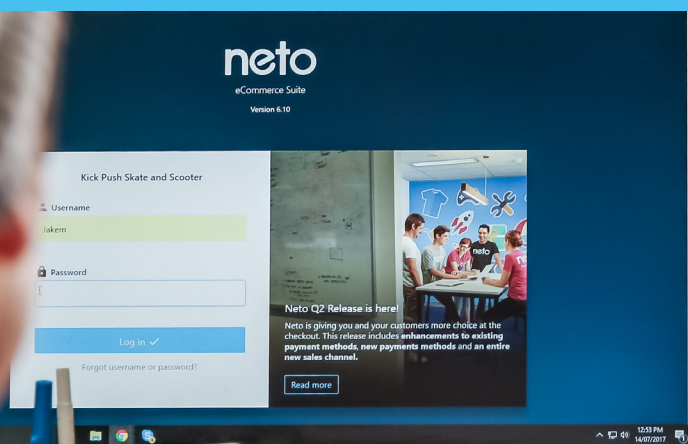 neto
eCommerce Suite
Version 6.10
Kick Push Skate and Scooter
Username
Jakem
Password
Log in
Forgot username or password?
neto
Neto Q2 Release is here!
Neto is giving you and your customers more choice at the
checkout. This release includes enhancements to existing
payment methods, new payments methods and an entire
new sales channel.
Read more
12:53 PM
14/07/2017